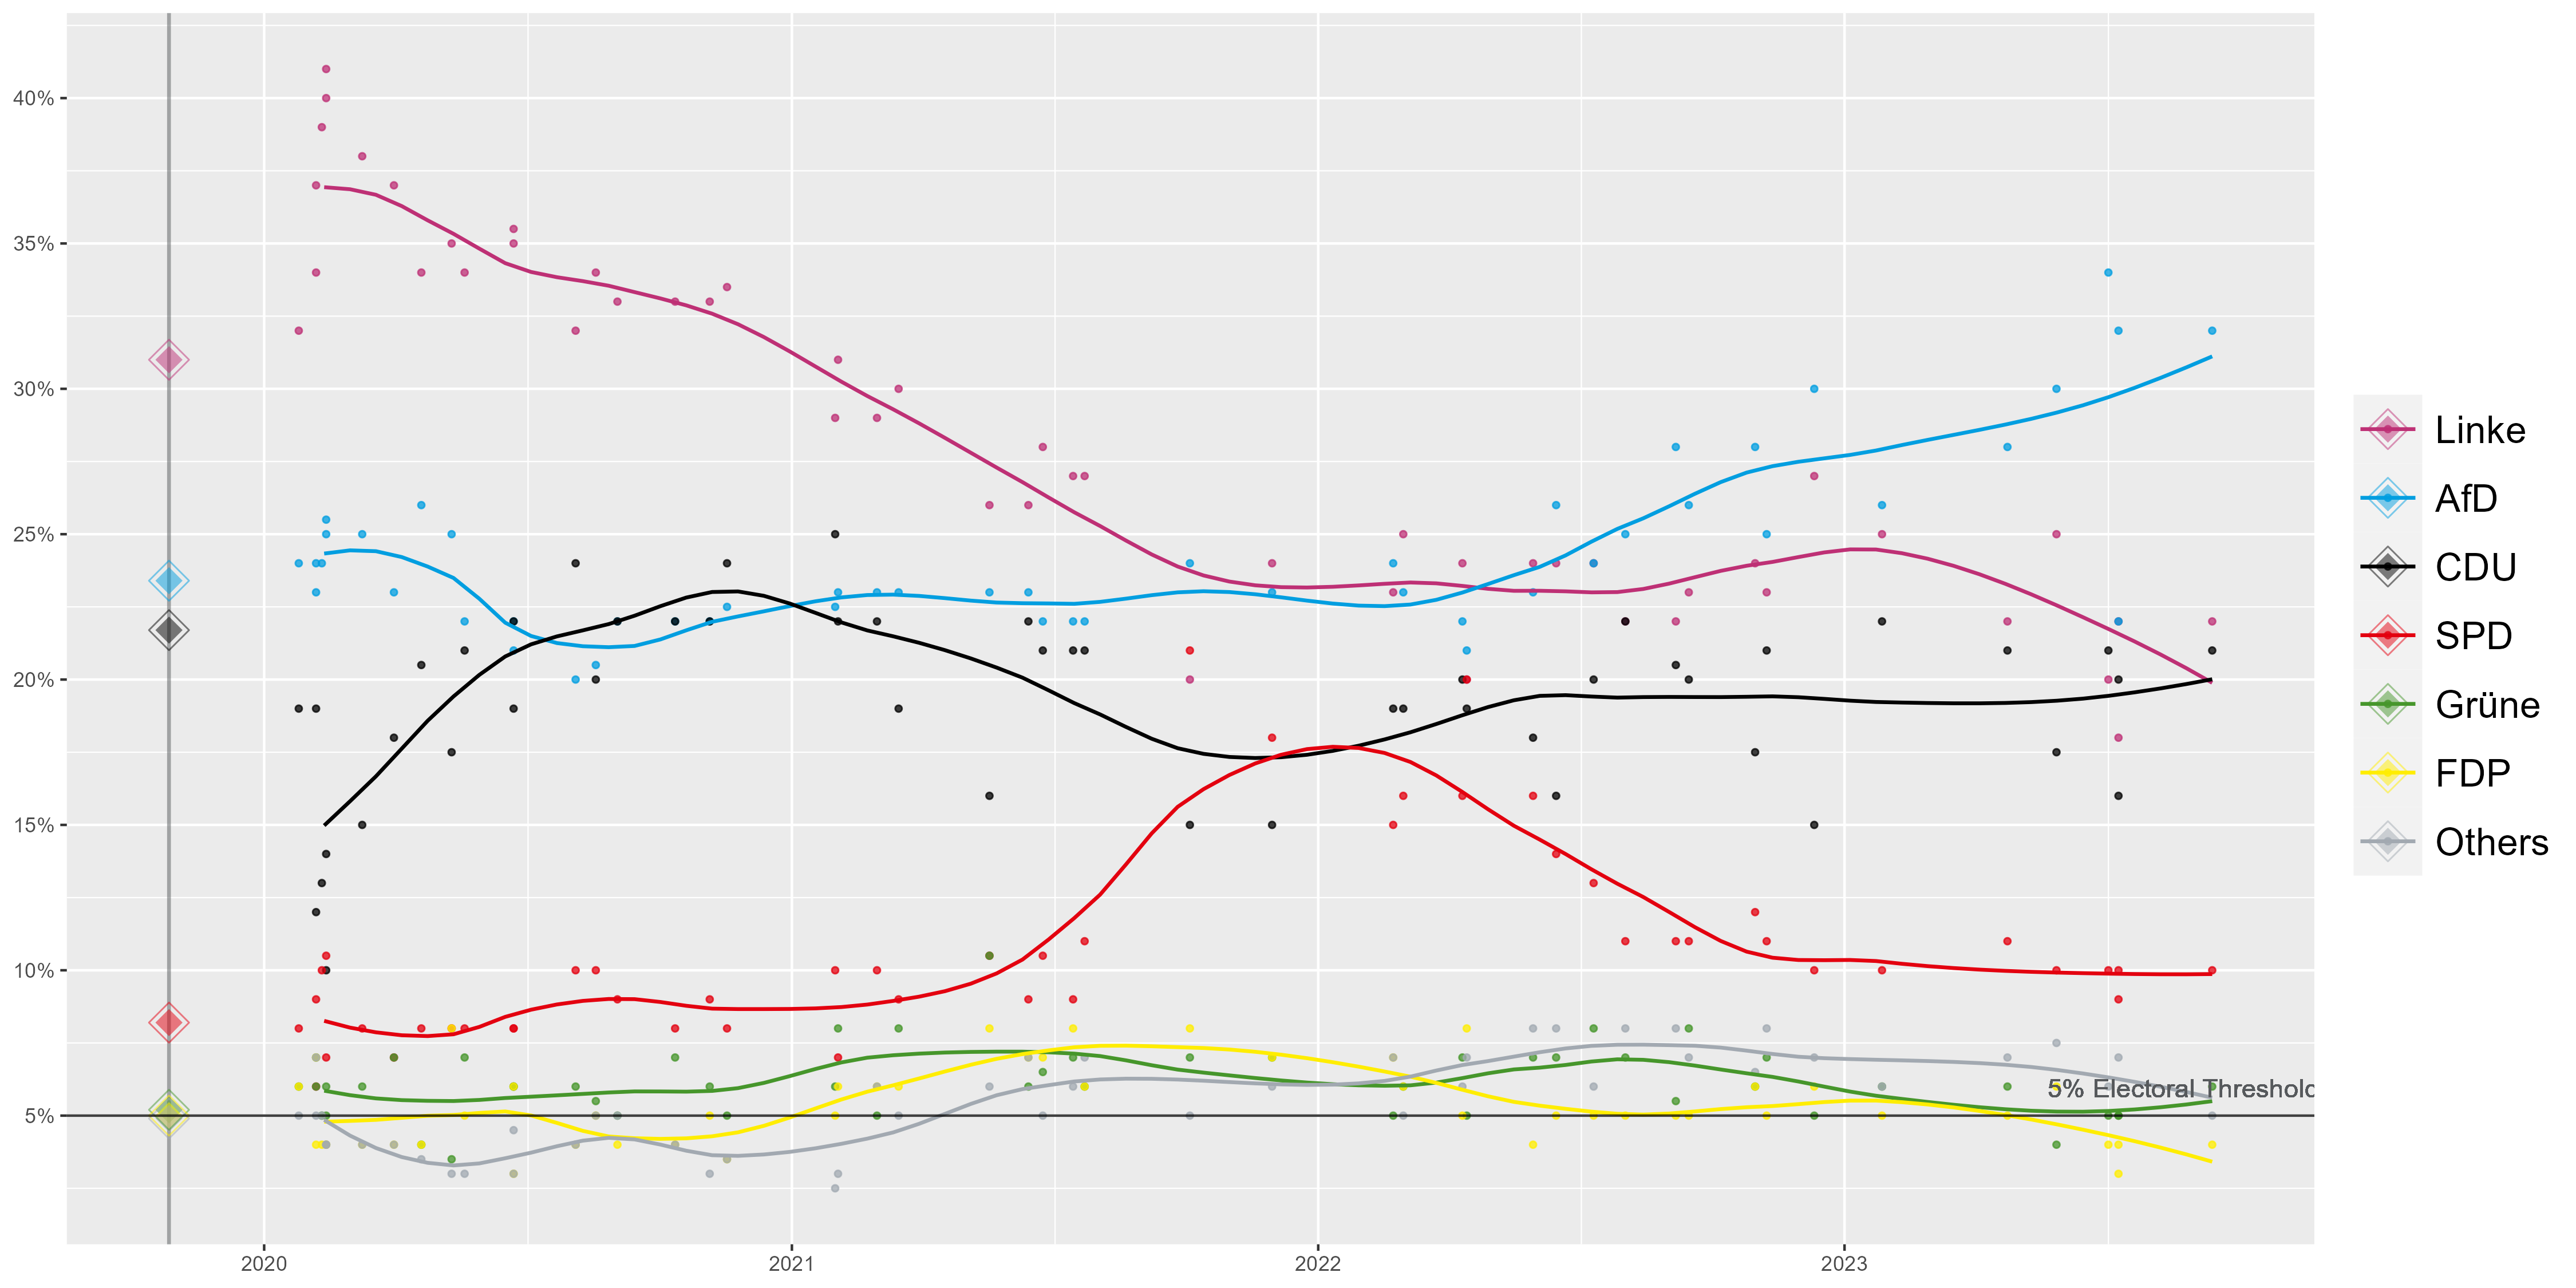 40%
35%
30%
25%
20%
15%
10%
5%
5% Electoral Threshold
2020
2021
2022
2023
Linke
AfD
CDU
SPD
Grüne
FDP
Others